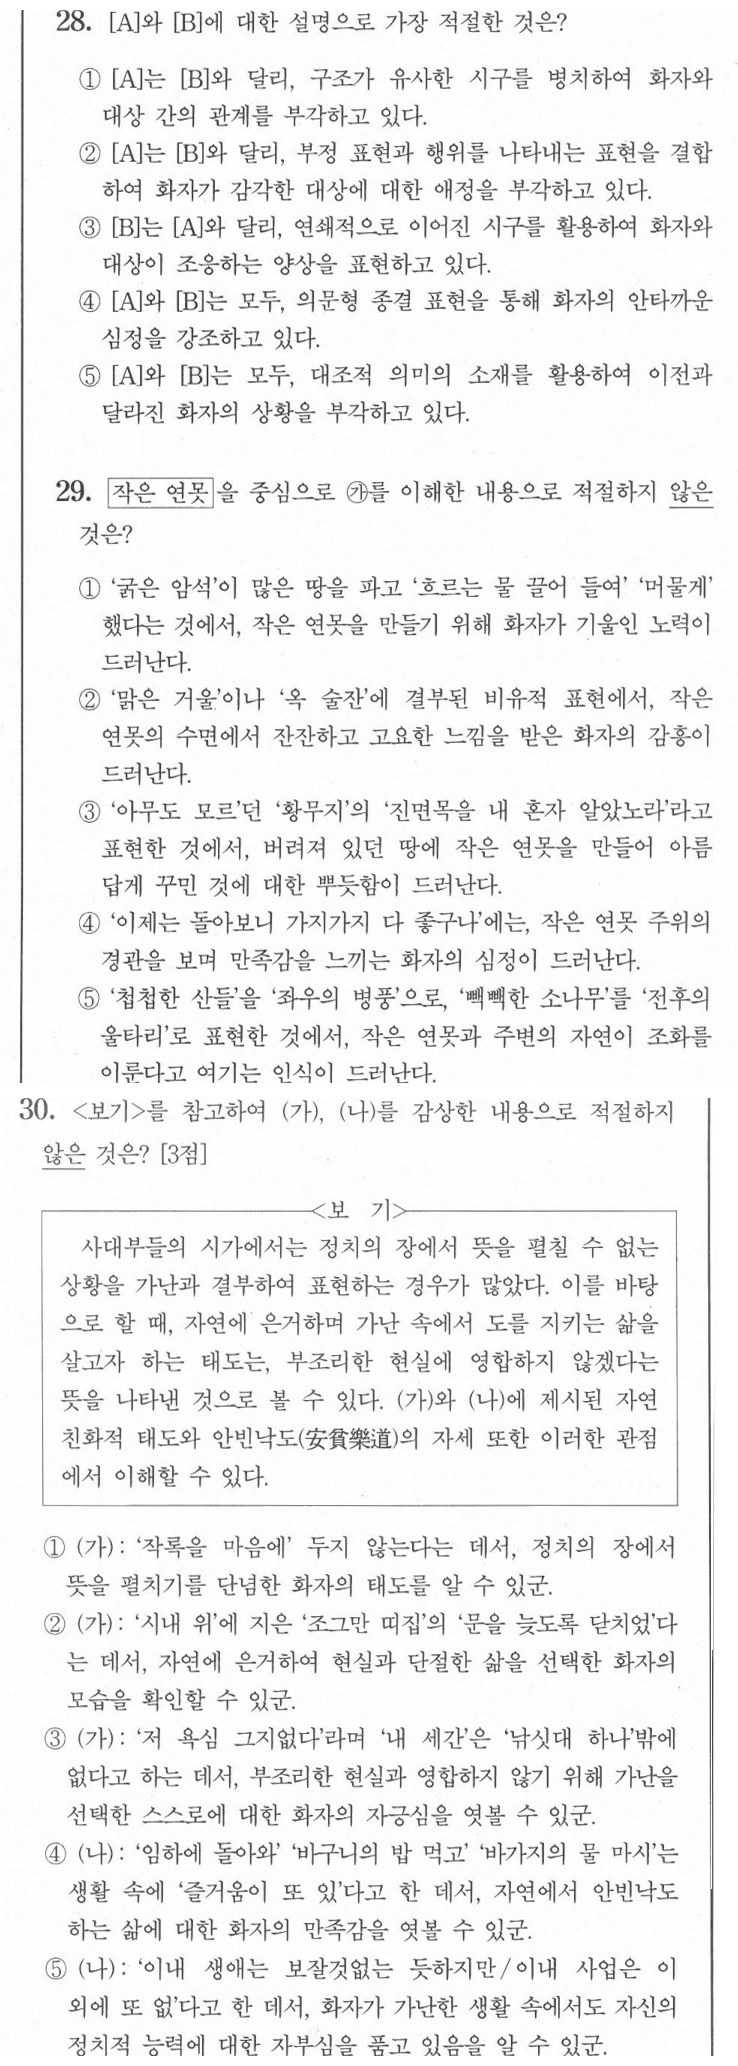 28. [A]와 [B]에 대한 설명으로 가장 적절한 것은?
① [A]는 [B]와 달리, 구조가 유사한 시구를 병치하여 화자와
대상 간의 관계를 부각하고 있다.
② [A]는 [B]와 달리, 부정 표현과 행위를 나타내는 표현을 결합
하여 화자가 감각한 대상에 대한 애정을 부각하고 있다.
③ [B]는 [A]와 달리, 연쇄적으로 이어진 시구를 활용하여 화자와
대상이 조응하는 양상을 표현하고 있다.
④ [A]와 [B]는 모두, 의문형 종결 표현을 통해 화자의 안타까운
심정을 강조하고 있다.
⑤ [A]와 [B]는 모두, 대조적 의미의 소재를 활용하여 이전과
달라진 화자의 상황을 부각하고 있다.
29. 작은 연못을 중심으로 ㉮를 이해한 내용으로 적절하지 않은
것은?
① ‘굵은 암석’이 많은 땅을 파고 ‘흐르는 물 끌어 들여’ ‘머물게’
했다는 것에서, 작은 연못을 만들기 위해 화자가 기울인 노력이
드러난다.
② ‘맑은 거울’이나 ‘옥 술잔’에 결부된 비유적 표현에서, 작은
연못의 수면에서 잔잔하고 고요한 느낌을 받은 화자의 감흥이
드러난다.
③ ‘아무도 모르’던 ‘황무지’의 ‘진면목을 내 혼자 알았노라’라고
표현한 것에서, 버려져 있던 땅에 작은 연못을 만들어 아름
답게 꾸민 것에 대한 뿌듯함이 드러난다.
④ ‘이제는 돌아보니 가지가지 다 좋구나’에는, 작은 연못 주위의
경관을 보며 만족감을 느끼는 화자의 심정이 드러난다.
⑤ ‘첩첩한 산들’을 ‘좌우의 병풍’으로, ‘빽빽한 소나무’를 ‘전후의
울타리’로 표현한 것에서, 작은 연못과 주변의 자연이 조화를
이룬다고 여기는 인식이 드러난다.
30. <보기>를 참고하여 (가), (나)를 감상한 내용으로 적절하지
않은 것은? [3점]
<보 기>
사대부들의 시가에서는 정치의 장에서 뜻을 펼칠 수 없는
상황을 가난과 결부하여 표현하는 경우가 많았다. 이를 바탕
으로 할 때, 자연에 은거하며 가난 속에서 도를 지키는 삶을
살고자 하는 태도는, 부조리한 현실에 영합하지 않겠다는
뜻을 나타낸 것으로 볼 수 있다. (가)와 (나)에 제시된 자연
친화적 태도와 안빈낙도(安貧樂道)의 자세 또한 이러한 관점
에서 이해할 수 있다.
① (가): ‘작록을 마음에’ 두지 않는다는 데서, 정치의 장에서
뜻을 펼치기를 단념한 화자의 태도를 알 수 있군.
② (가): ‘시내 위’에 지은 ‘조그만 띠집’의 ‘문을 늦도록 닫치었’다
는 데서, 자연에 은거하여 현실과 단절한 삶을 선택한 화자의
모습을 확인할 수 있군.
③ (가): ‘저 욕심 그지없다’라며 ‘내 세간’은 ‘낚싯대 하나’밖에
없다고 하는 데서, 부조리한 현실과 영합하지 않기 위해 가난을
선택한 스스로에 대한 화자의 자긍심을 엿볼 수 있군.
④ (나): ‘임하에 돌아와’ ‘바구니의 밥 먹고’ ‘바가지의 물 마시’는
생활 속에 ‘즐거움이 또 있’다고 한 데서, 자연에서 안빈낙도
하는 삶에 대한 화자의 만족감을 엿볼 수 있군.
⑤ (나): ‘이내 생애는 보잘것없는 듯하지만/이내 사업은 이
외에 또 없’다고 한 데서, 화자가 가난한 생활 속에서도 자신의
정치적 능력에 대한 자부심을 품고 있음을 알 수 있군.